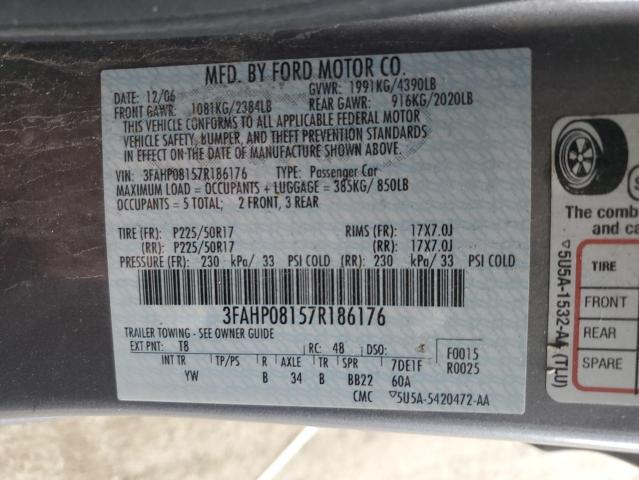 MFD. BY FORD MOTOR CO.
DATE: 12/06 GVWR: 1991KG/4390LB
FRONT GAWR: 1081KG/2384LB REAR GAWR: 916KG/2020LB
THIS VEHICLE CONFORMS TO ALL APPLICABLE FEDERAL MOTOR
VEHICLE SAFETY, BUMPER, AND THEFT PREVENTION STANDARDS
IN EFFECT ON THE DATE OF MANUFACTURE SHOWN ABOVE.
VIN: 3FAHP08157R186176 TYPE: Passenger Car
MAXIMUM LOAD = OCCUPANTS + LUGGAGE = 385KG/ 850LB
OCCUPANTS = 5 TOTAL: 2 FRONT, 3 REAR
TIRE (FR): P225/50R17 RIMS (FR): 17X7.0J
(RR): P225/50R17 (RR): 17X7.0J
PRESSURE (FR): 230 kPa/ 33 PSI COLD (RR): 230 kPa/ 33 PSI COLD
3FAHP08157R186176
TRAILER TOWING - SEE OWNER GUIDE
EXT PNT: T8 RC: 48 DSO: F0015
INT TR TP/PS R AXLE TR SPR 7DE1F R0025
YW B 34 B BB22 60A
CMC ▽5U5A-5420472-AA
The comb
and ca
TIRE
FRONT
REAR
SPARE
▽5U5A-1532-AA (TLU)